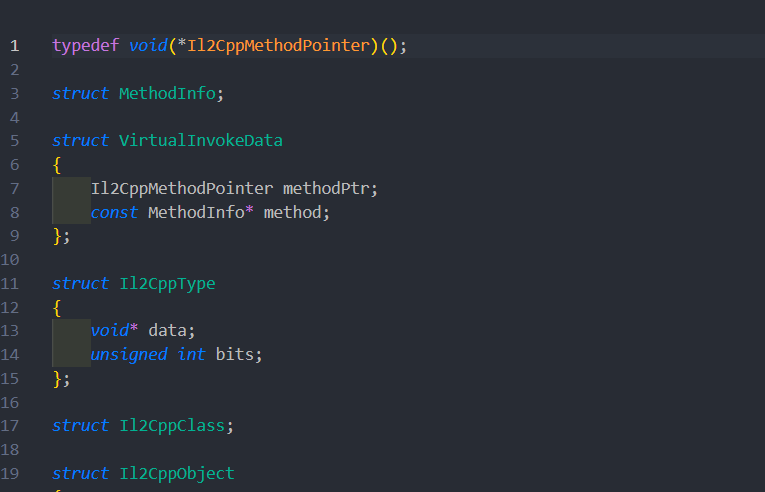 1 typedef void(*Il2CppMethodPointer)();
2
3 struct MethodInfo;
4
5 struct VirtualInvokeData
6 {
7 Il2CppMethodPointer methodPtr;
8 const MethodInfo* method;
9 };
10
11 struct Il2CppType
12 {
13 void* data;
14 unsigned int bits;
15 };
16
17 struct Il2CppClass;
18
19 struct Il2CppObject